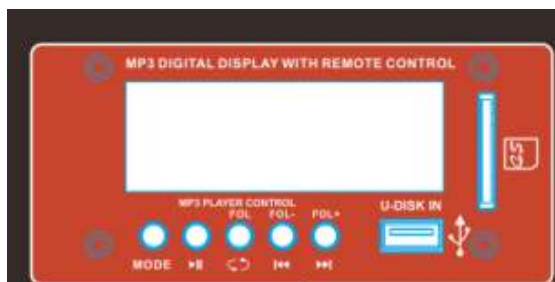 MP3 DIGITAL DISPLAY WITH REMOTE CONTROL
MP3 PLAYER CONTROL
U-DISK IN
FOL FOL- FOL+
MODE